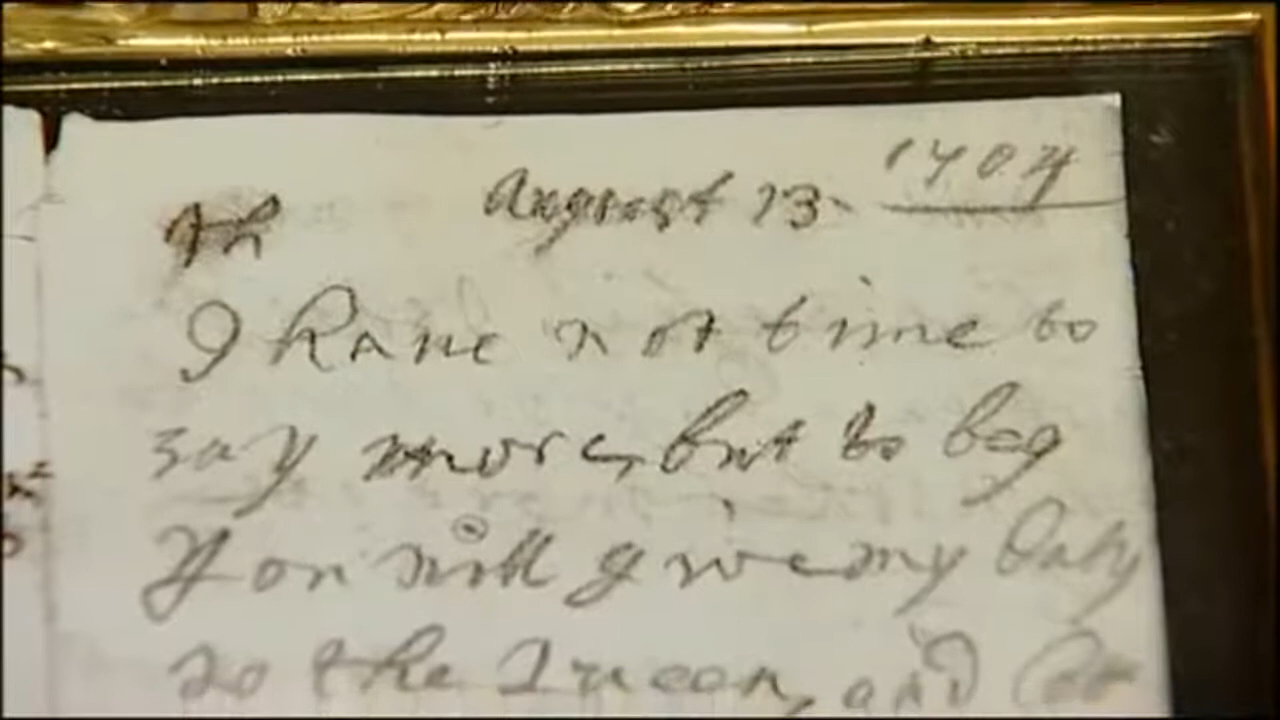 August 13 1704
I have not time to
say more, but to beg
you will give my Duty
to the Queen, and